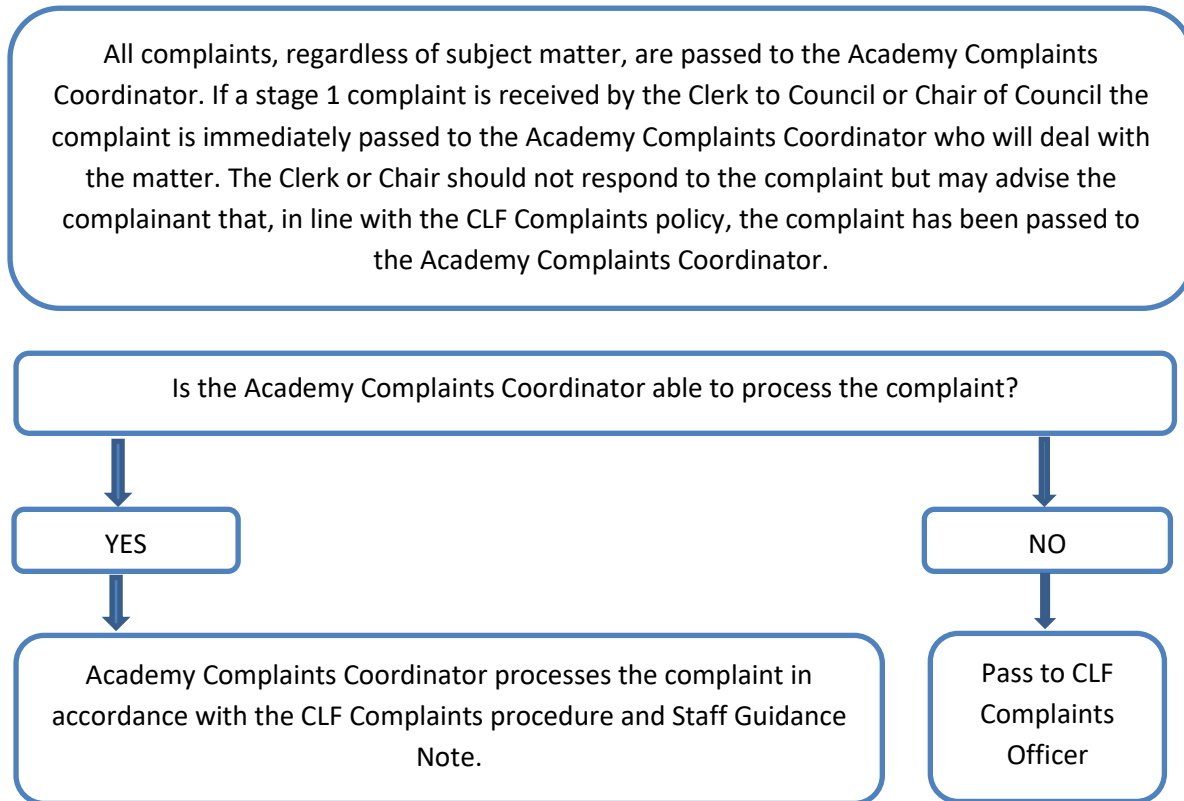 All complaints, regardless of subject matter, are passed to the Academy Complaints
Coordinator. If a stage 1 complaint is received by the Clerk to Council or Chair of Council the
complaint is immediately passed to the Academy Complaints Coordinator who will deal with
the matter. The Clerk or Chair should not respond to the complaint but may advise the
complainant that, in line with the CLF Complaints policy, the complaint has been passed to
the Academy Complaints Coordinator.
Is the Academy Complaints Coordinator able to process the complaint?
YES
NO
Academy Complaints Coordinator processes the complaint in
accordance with the CLF Complaints procedure and Staff Guidance
Note.
Pass to CLF
Complaints
Officer